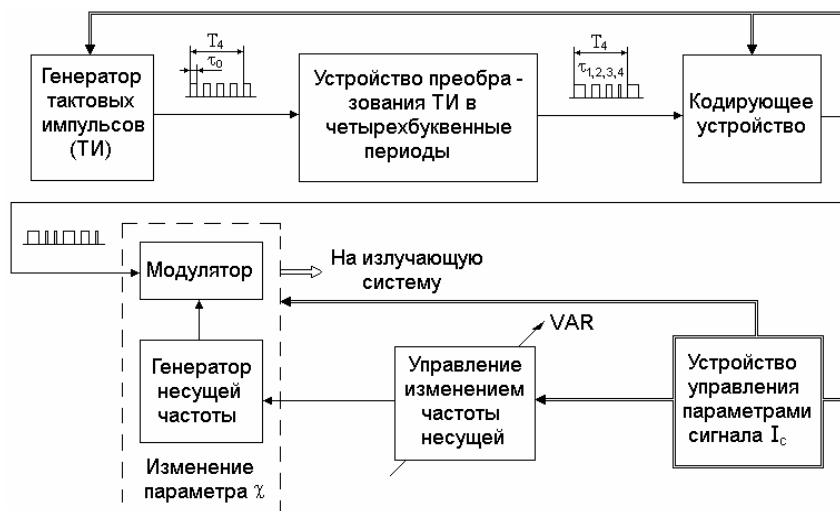 Генератор
тактовых
импульсов
(ТИ)
T4
τ0
Устройство преобра -
зования ТИ в
четырехбуквенные
периоды
T4
τ1,2,3,4
Кодирующее
устройство
Модулятор
На излучающую
систему
Генератор
несущей
частоты
Изменение
параметра χ
VAR
Управление
изменением
частоты
несущей
Устройство
управления
параметрами
сигнала Ic